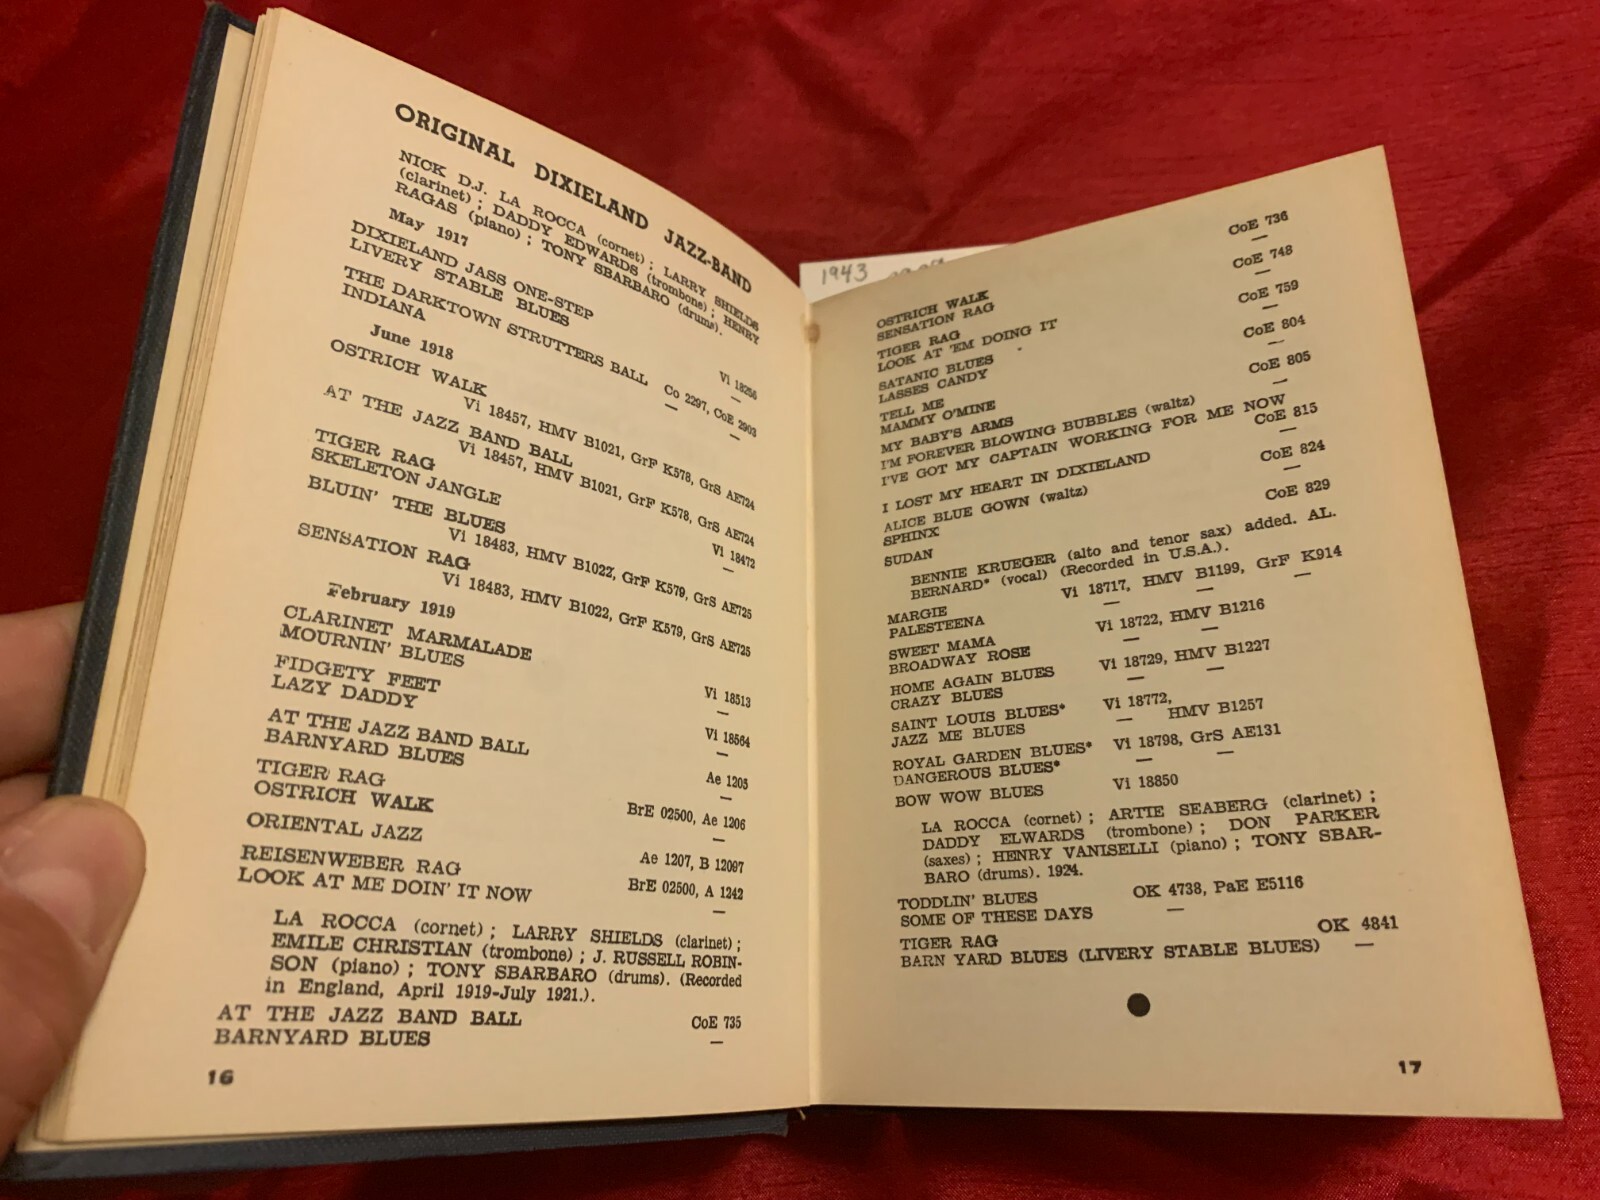 ORIGINAL DIXIELAND JAZZ-BAND
NICK D.J. LA ROCCA (cornet) ; LARRY SHIELDS
(clarinet) ; DADDY EDWARDS (trombone) ; HENRY
RAGAS (piano) ; TONY SBARBARO (drums).
May 1917
DIXIELAND JASS ONE-STEP Vi 18255
LIVERY STABLE BLUES —
THE DARKTOWN STRUTTERS BALL Co 2297, CoE 2903
INDIANA — —
June 1918
OSTRICH WALK
Vi 18457, HMV B1021, GrF K578, GrS AE724
AT THE JAZZ BAND BALL
Vi 18457, HMV B1021, GrF K578, GrS AE724
TIGER RAG Vi 18472
SKELETON JANGLE —
BLUIN' THE BLUES
Vi 18483, HMV B1022, GrF K579, GrS AE725
SENSATION RAG
Vi 18483, HMV B1022, GrF K579, GrS AE725
February 1919
CLARINET MARMALADE Vi 18513
MOURNIN' BLUES —
FIDGETY FEET Vi 18564
LAZY DADDY —
AT THE JAZZ BAND BALL Ae 1205
BARNYARD BLUES —
TIGER RAG BrE 02500, Ae 1206
OSTRICH WALK —
ORIENTAL JAZZ Ae 1207, B 12097
REISENWEBER RAG BrE 02500, A 1242
LOOK AT ME DOIN' IT NOW —
LA ROCCA (cornet) ; LARRY SHIELDS (clarinet) ;
EMILE CHRISTIAN (trombone) ; J. RUSSELL ROBIN-
SON (piano) ; TONY SBARBARO (drums). (Recorded
in England, April 1919-July 1921.).
AT THE JAZZ BAND BALL CoE 735
BARNYARD BLUES —
16
1943
OSTRICH WALK CoE 736
SENSATION RAG —
TIGER RAG CoE 748
LOOK AT 'EM DOING IT —
SATANIC BLUES CoE 759
LASSES CANDY —
TELL ME CoE 804
MAMMY O'MINE —
MY BABY'S ARMS CoE 805
I'M FOREVER BLOWING BUBBLES (waltz) —
I'VE GOT MY CAPTAIN WORKING FOR ME NOW CoE 815
I LOST MY HEART IN DIXIELAND —
ALICE BLUE GOWN (waltz) CoE 824
SPHINX —
SUDAN CoE 829
BENNIE KRUEGER (alto and tenor sax) added. AL.
BERNARD* (vocal) (Recorded in U.S.A.).
MARGIE Vi 18717, HMV B1199, GrF K914
PALESTEENA — — —
SWEET MAMA Vi 18722, HMV B1216
BROADWAY ROSE — —
HOME AGAIN BLUES Vi 18729, HMV B1227
CRAZY BLUES — —
SAINT LOUIS BLUES* Vi 18772,
JAZZ ME BLUES — HMV B1257
ROYAL GARDEN BLUES* Vi 18798, GrS AE131
DANGEROUS BLUES* — —
BOW WOW BLUES Vi 18850
LA ROCCA (cornet) ; ARTIE SEABERG (clarinet) ;
DADDY ELWARDS (trombone) ; DON PARKER
(saxes) ; HENRY VANISELLI (piano) ; TONY SBAR-
BARO (drums). 1924.
TODDLIN' BLUES OK 4738, PaE E5116
SOME OF THESE DAYS —
TIGER RAG OK 4841
BARN YARD BLUES (LIVERY STABLE BLUES) —
17